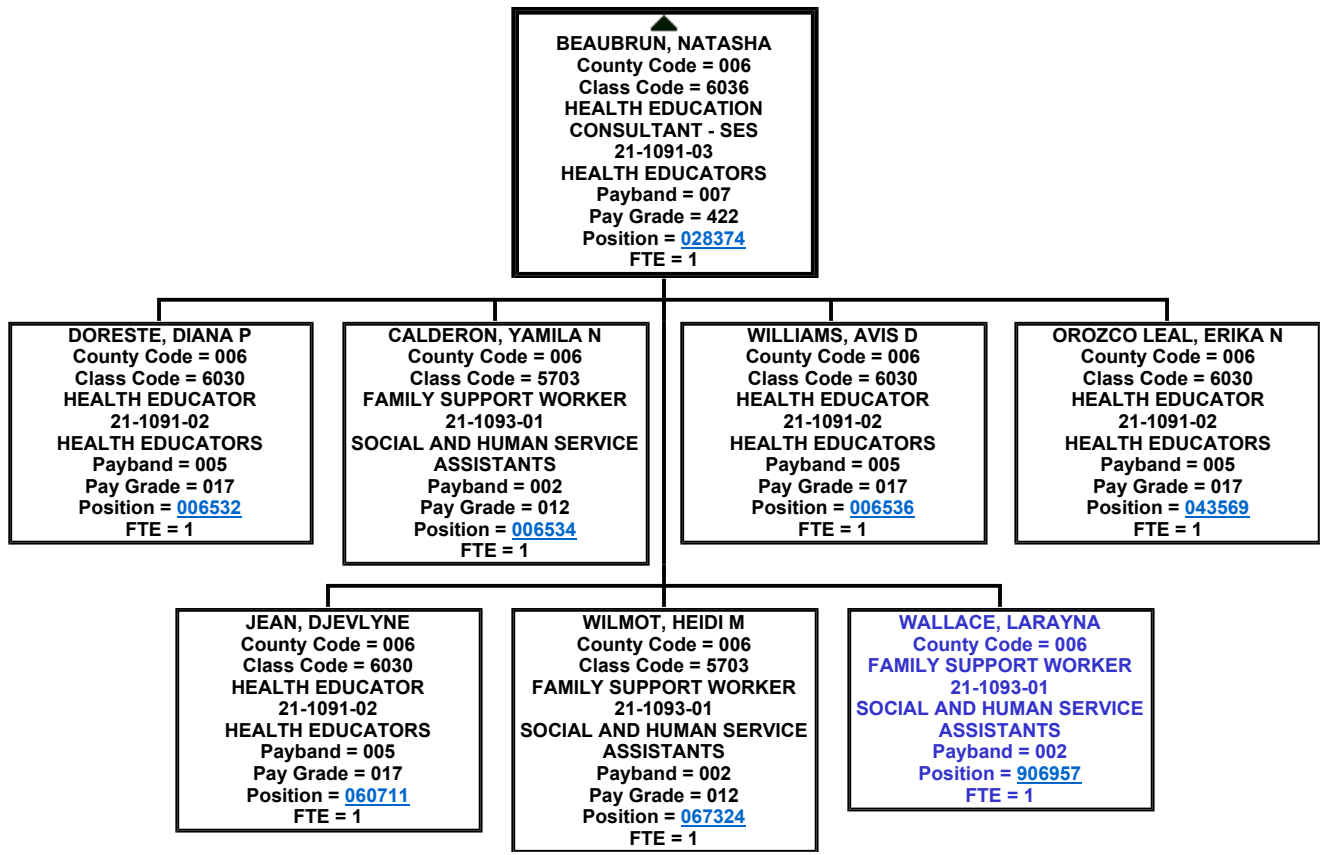 BEAUBRUN, NATASHA
County Code = 006
Class Code = 6036
HEALTH EDUCATION
CONSULTANT - SES
21-1091-03
HEALTH EDUCATORS
Payband = 007
Pay Grade = 422
Position = 028374
FTE = 1
DORESTE, DIANA P
County Code = 006
Class Code = 6030
HEALTH EDUCATOR
21-1091-02
HEALTH EDUCATORS
Payband = 005
Pay Grade = 017
Position = 006532
FTE = 1
CALDERON, YAMILA N
County Code = 006
Class Code = 5703
FAMILY SUPPORT WORKER
21-1093-01
SOCIAL AND HUMAN SERVICE
ASSISTANTS
Payband = 002
Pay Grade = 012
Position = 006534
FTE = 1
WILLIAMS, AVIS D
County Code = 006
Class Code = 6030
HEALTH EDUCATOR
21-1091-02
HEALTH EDUCATORS
Payband = 005
Pay Grade = 017
Position = 006536
FTE = 1
OROZCO LEAL, ERIKA N
County Code = 006
Class Code = 6030
HEALTH EDUCATOR
21-1091-02
HEALTH EDUCATORS
Payband = 005
Pay Grade = 017
Position = 043569
FTE = 1
JEAN, DJEVLYNE
County Code = 006
Class Code = 6030
HEALTH EDUCATOR
21-1091-02
HEALTH EDUCATORS
Payband = 005
Pay Grade = 017
Position = 060711
FTE = 1
WILMOT, HEIDI M
County Code = 006
Class Code = 5703
FAMILY SUPPORT WORKER
21-1093-01
SOCIAL AND HUMAN SERVICE
ASSISTANTS
Payband = 002
Pay Grade = 012
Position = 067324
FTE = 1
WALLACE, LARAYNA
County Code = 006
FAMILY SUPPORT WORKER
21-1093-01
SOCIAL AND HUMAN SERVICE
ASSISTANTS
Payband = 002
Position = 906957
FTE = 1